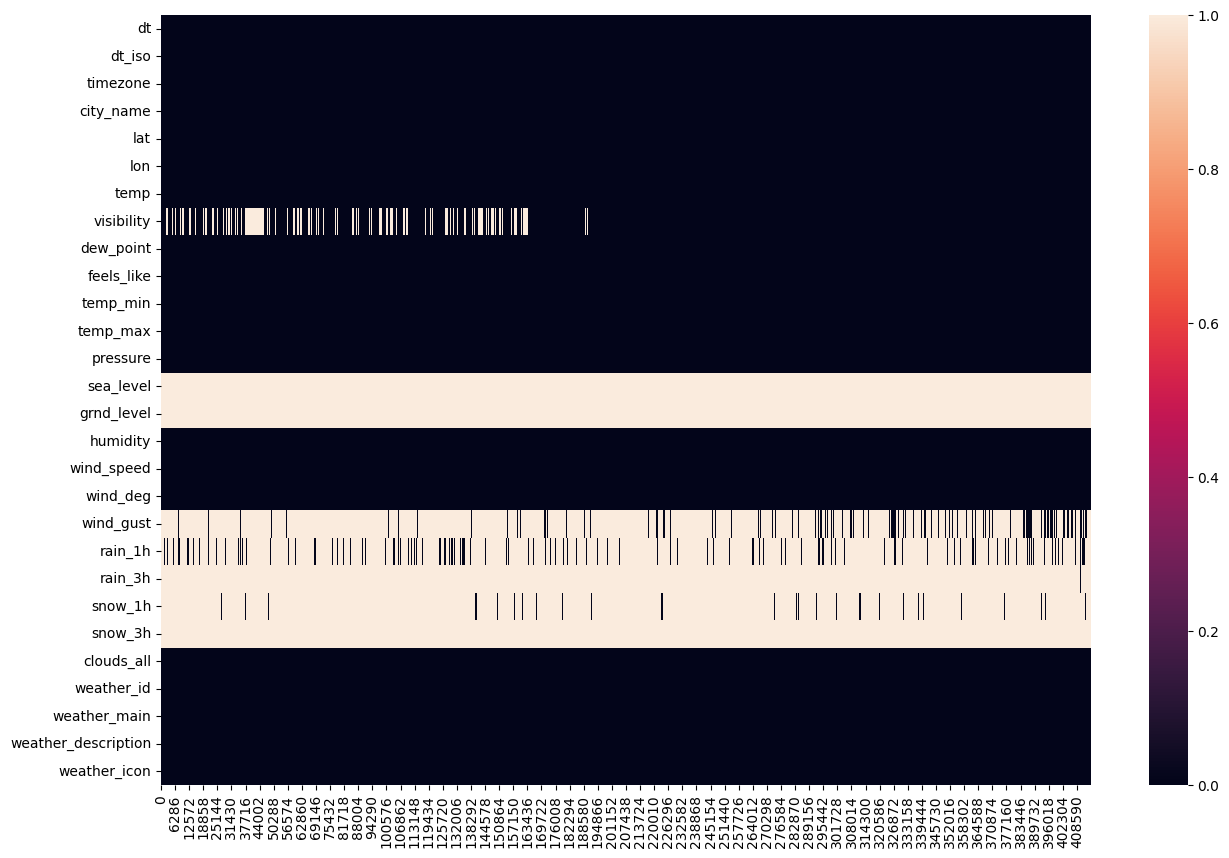 dt
dt_iso
timezone
city_name
lat
lon
temp
visibility
dew_point
feels_like
temp_min
temp_max
pressure
sea_level
grnd_level
humidity
wind_speed
wind_deg
wind_gust
rain_1h
rain_3h
snow_1h
snow_3h
clouds_all
weather_id
weather_main
weather_description
weather_icon
0
6286
12572
18858
25144
31430
37716
44002
50288
56574
62860
69146
75432
81718
88004
94290
100576
106862
113148
119434
125720
132006
138292
144578
150864
157150
163436
169722
176008
182294
188580
194866
201152
207438
213724
220010
226296
232582
238868
245154
251440
257726
264012
270298
276584
282870
289156
295442
301728
308014
314300
320586
326872
333158
339444
345730
352016
358302
364588
370874
377160
383446
389732
396018
402304
408590
1.0
0.8
0.6
0.4
0.2
0.0